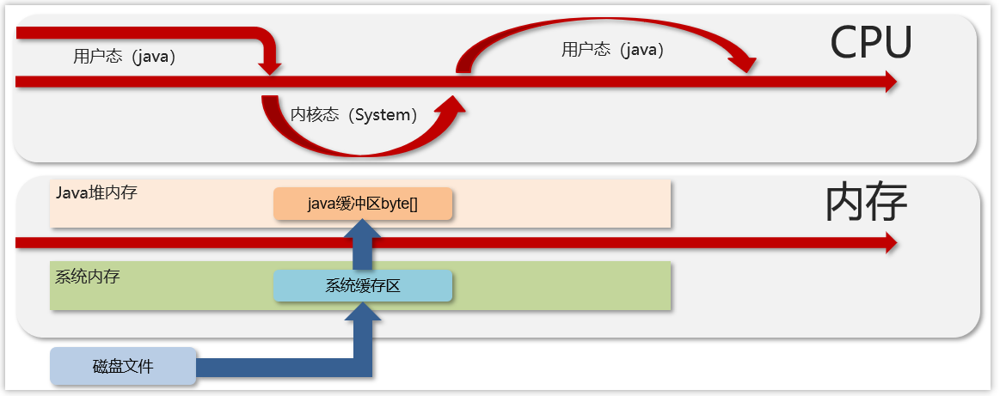 CPU
用户态（java）
用户态（java）
内核态（System）
内存
Java堆内存
java缓冲区byte[]
系统内存
系统缓存区
磁盘文件